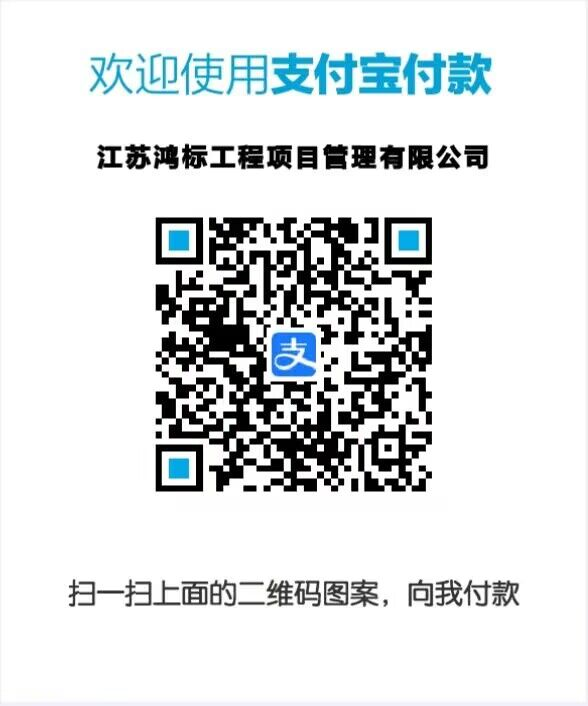 欢迎使用支付宝付款
江苏鸿标工程项目管理有限公司
支
扫一扫上面的二维码图案，向我付款